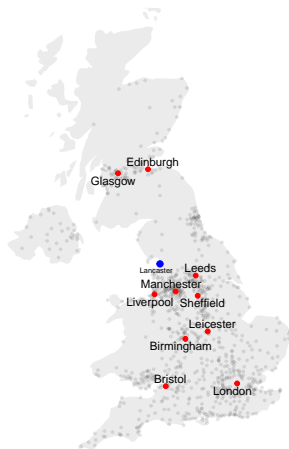 Edinburgh
Glasgow
Lancaster
Leeds
Manchester
Liverpool
Sheffield
Leicester
Birmingham
Bristol
London